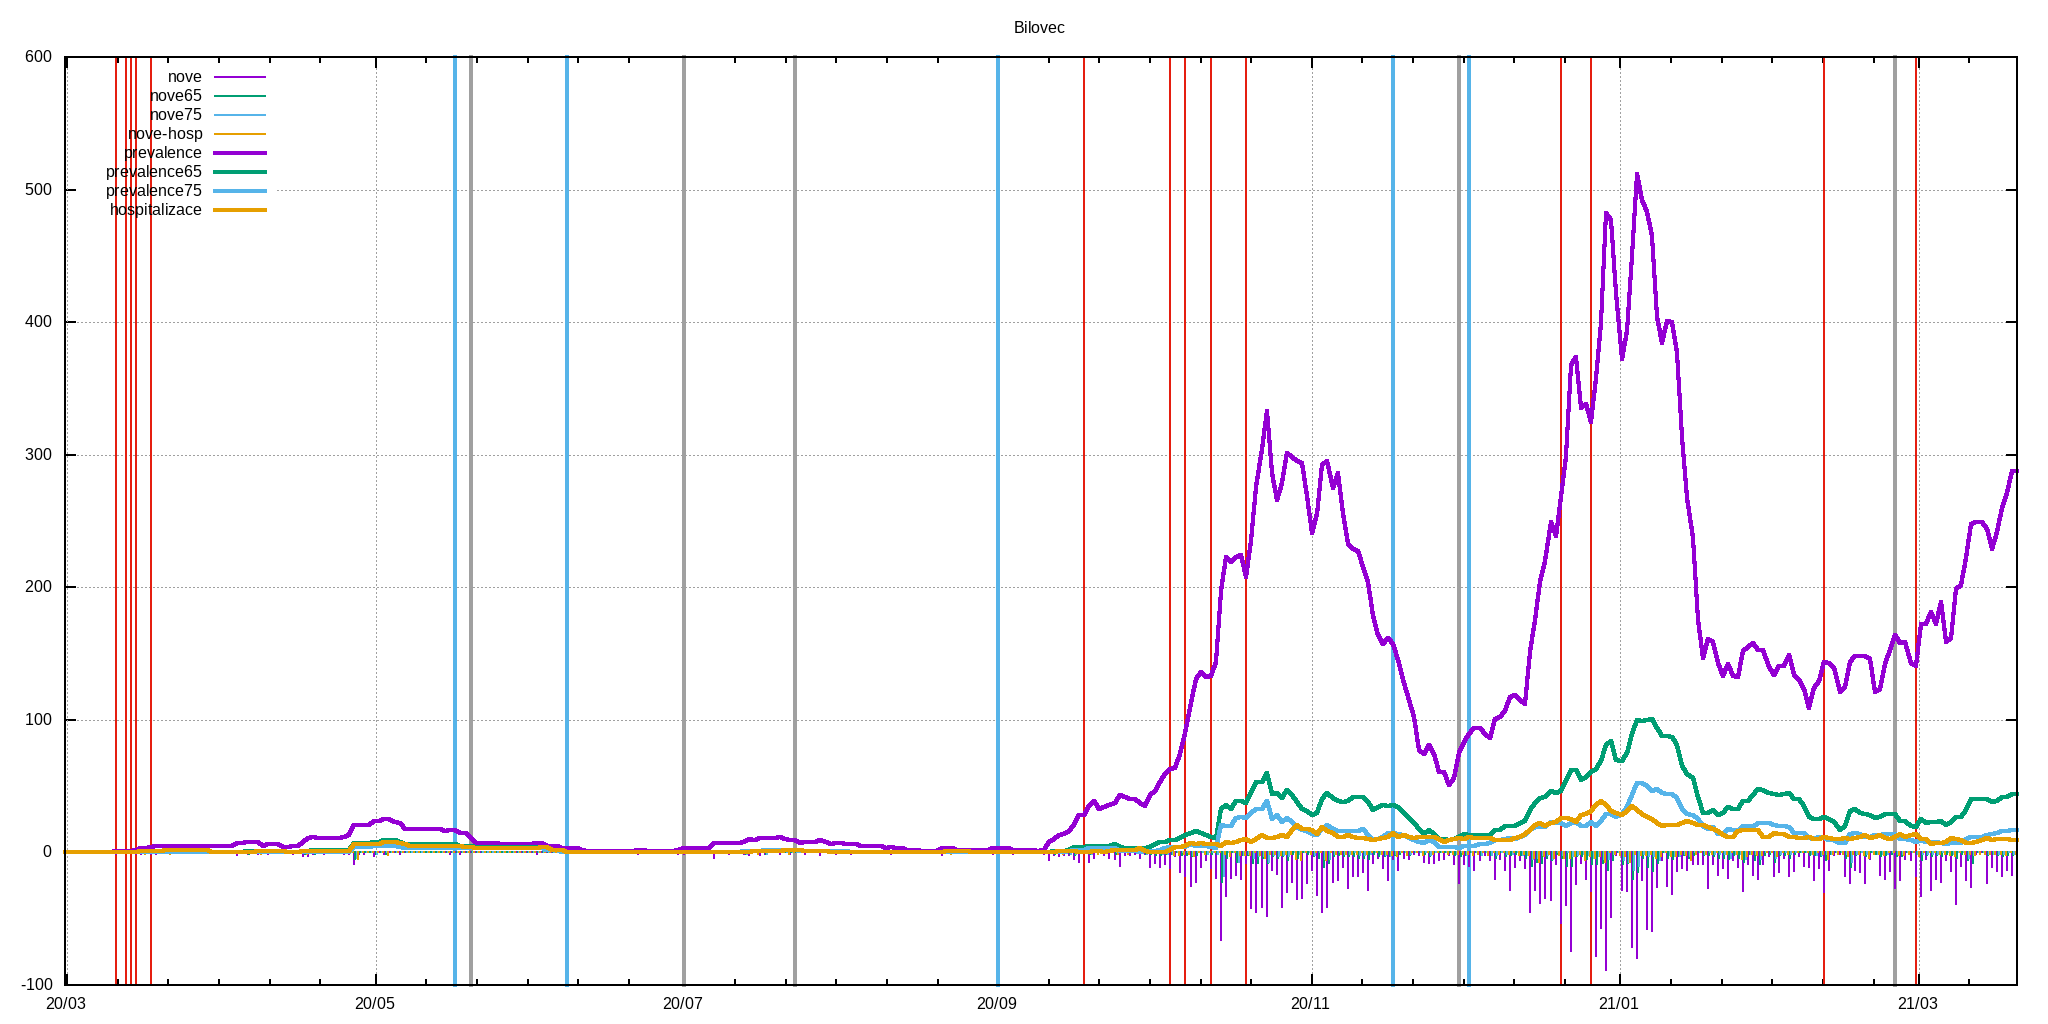 Bilovec
600
500
400
300
200
100
0
-100
nove
nove65
nove75
nove-hosp
prevalence
prevalence65
prevalence75
hospitalizace
20/03 20/05 20/07 20/09 20/11 21/01 21/03